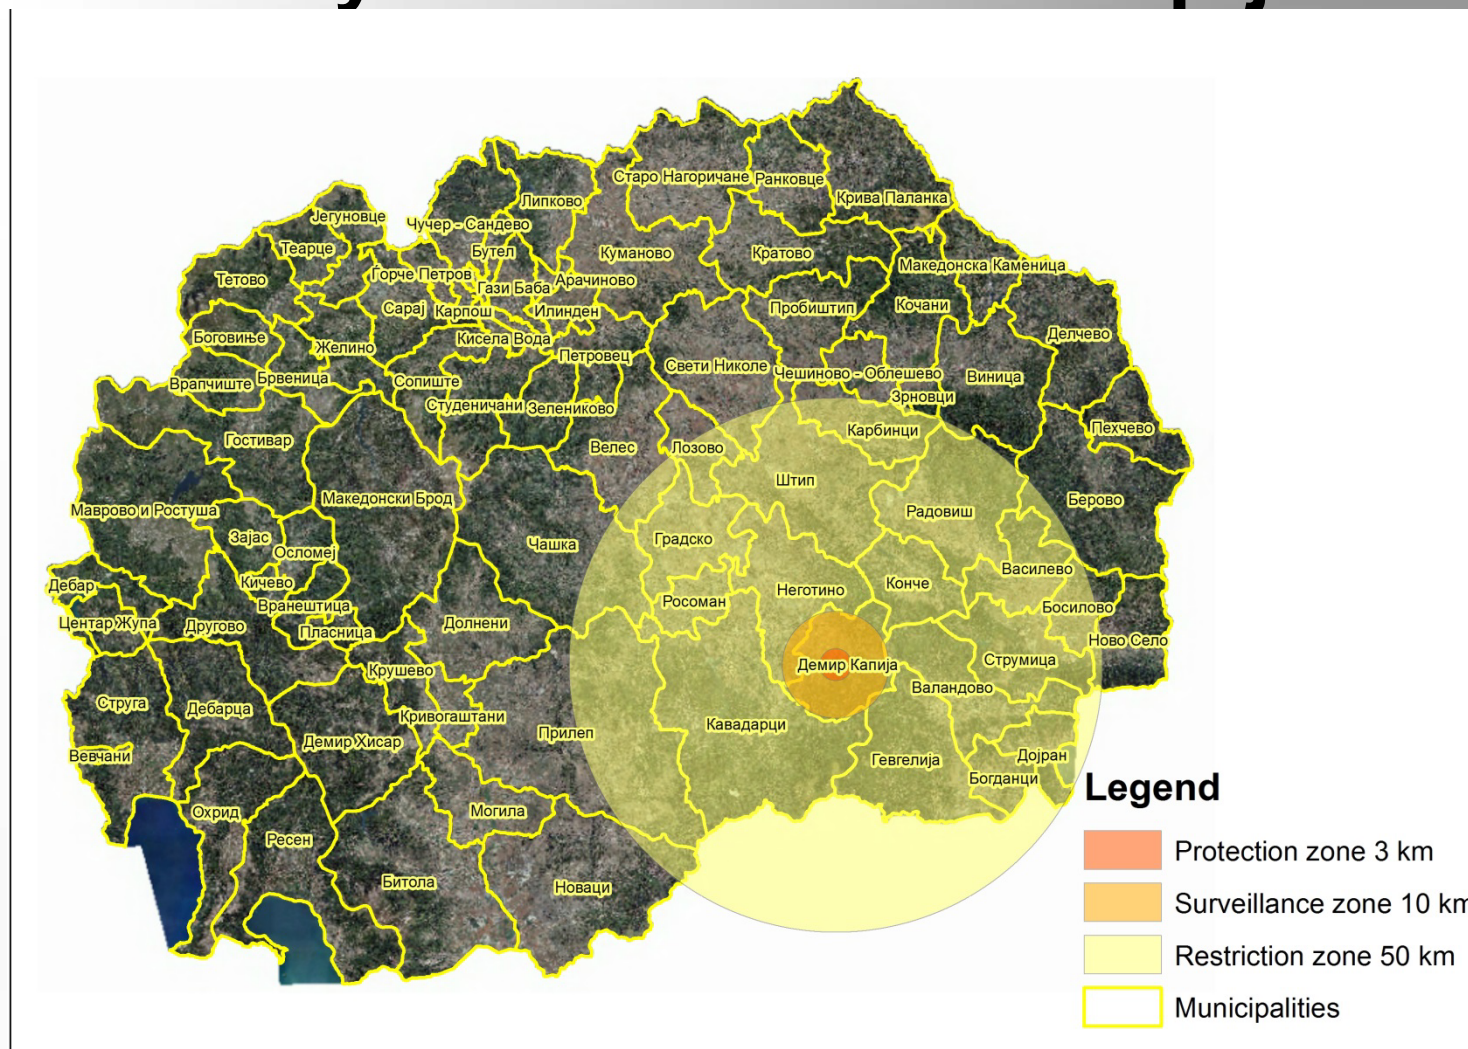 Старо Нагоричане
Ранковце
Крива Паланка
Липково
Јегуновце
Чучер - Сандево
Теарце
Бутел
Куманово
Кратово
Македонска Каменица
Тетово
Горче Петров
Гази Баба
Арачиново
Сарај
Карпош
Илинден
Пробиштип
Кочани
Боговиње
Желино
Кисела Вода
Петровец
Делчево
Врапчиште
Брвеница
Сопиште
Свети Николе
Чешиново - Облешево
Виница
Студеничани
Зелениково
Зрновци
Гостивар
Велес
Лозово
Карбинци
Пехчево
Маврово и Ростуша
Македонски Брод
Штип
Радовиш
Берово
Зајас
Осломеј
Чашка
Градско
Дебар
Кичево
Вранештица
Росоман
Неготино
Конче
Василево
Босилово
Центар Жупа
Другово
Пласница
Долнени
Ново Село
Крушево
Демир Капија
Струмица
Струга
Дебарца
Кривогаштани
Валандово
Вевчани
Демир Хисар
Прилеп
Кавадарци
Гевгелија
Дојран
Богданци
Охрид
Ресен
Могила
Битола
Новаци
Legend
Protection zone 3 km
Surveillance zone 10 km
Restriction zone 50 km
Municipalities